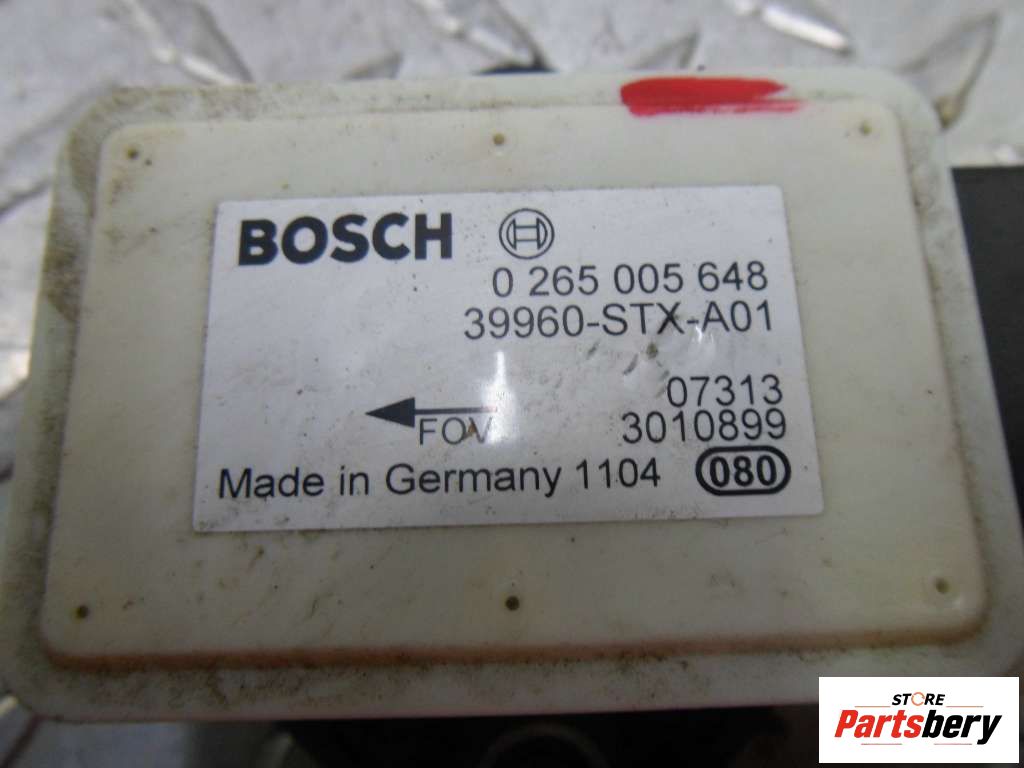 BOSCH
0 265 005 648
39960-STX-A01
07313
FOV 3010899
Made in Germany 1104 080
STORE
Partsbery